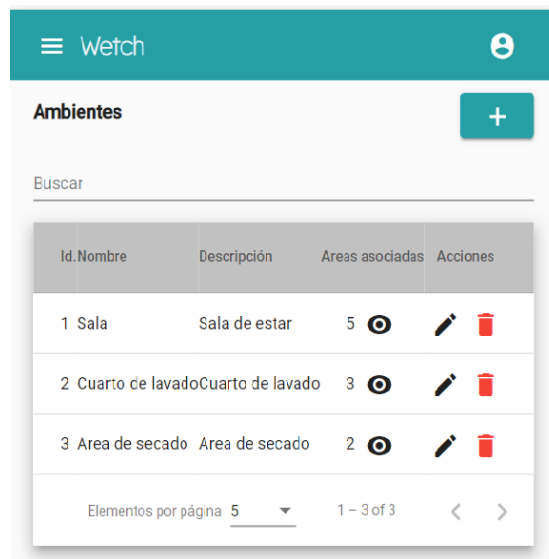 Wetch
Ambientes
+
Buscar
Id. Nombre Descripción Areas asociadas Acciones
1 Sala Sala de estar 5
2 Cuarto de lavado Cuarto de lavado 3
3 Area de secado Area de secado 2
Elementos por página 5 1 – 3 of 3